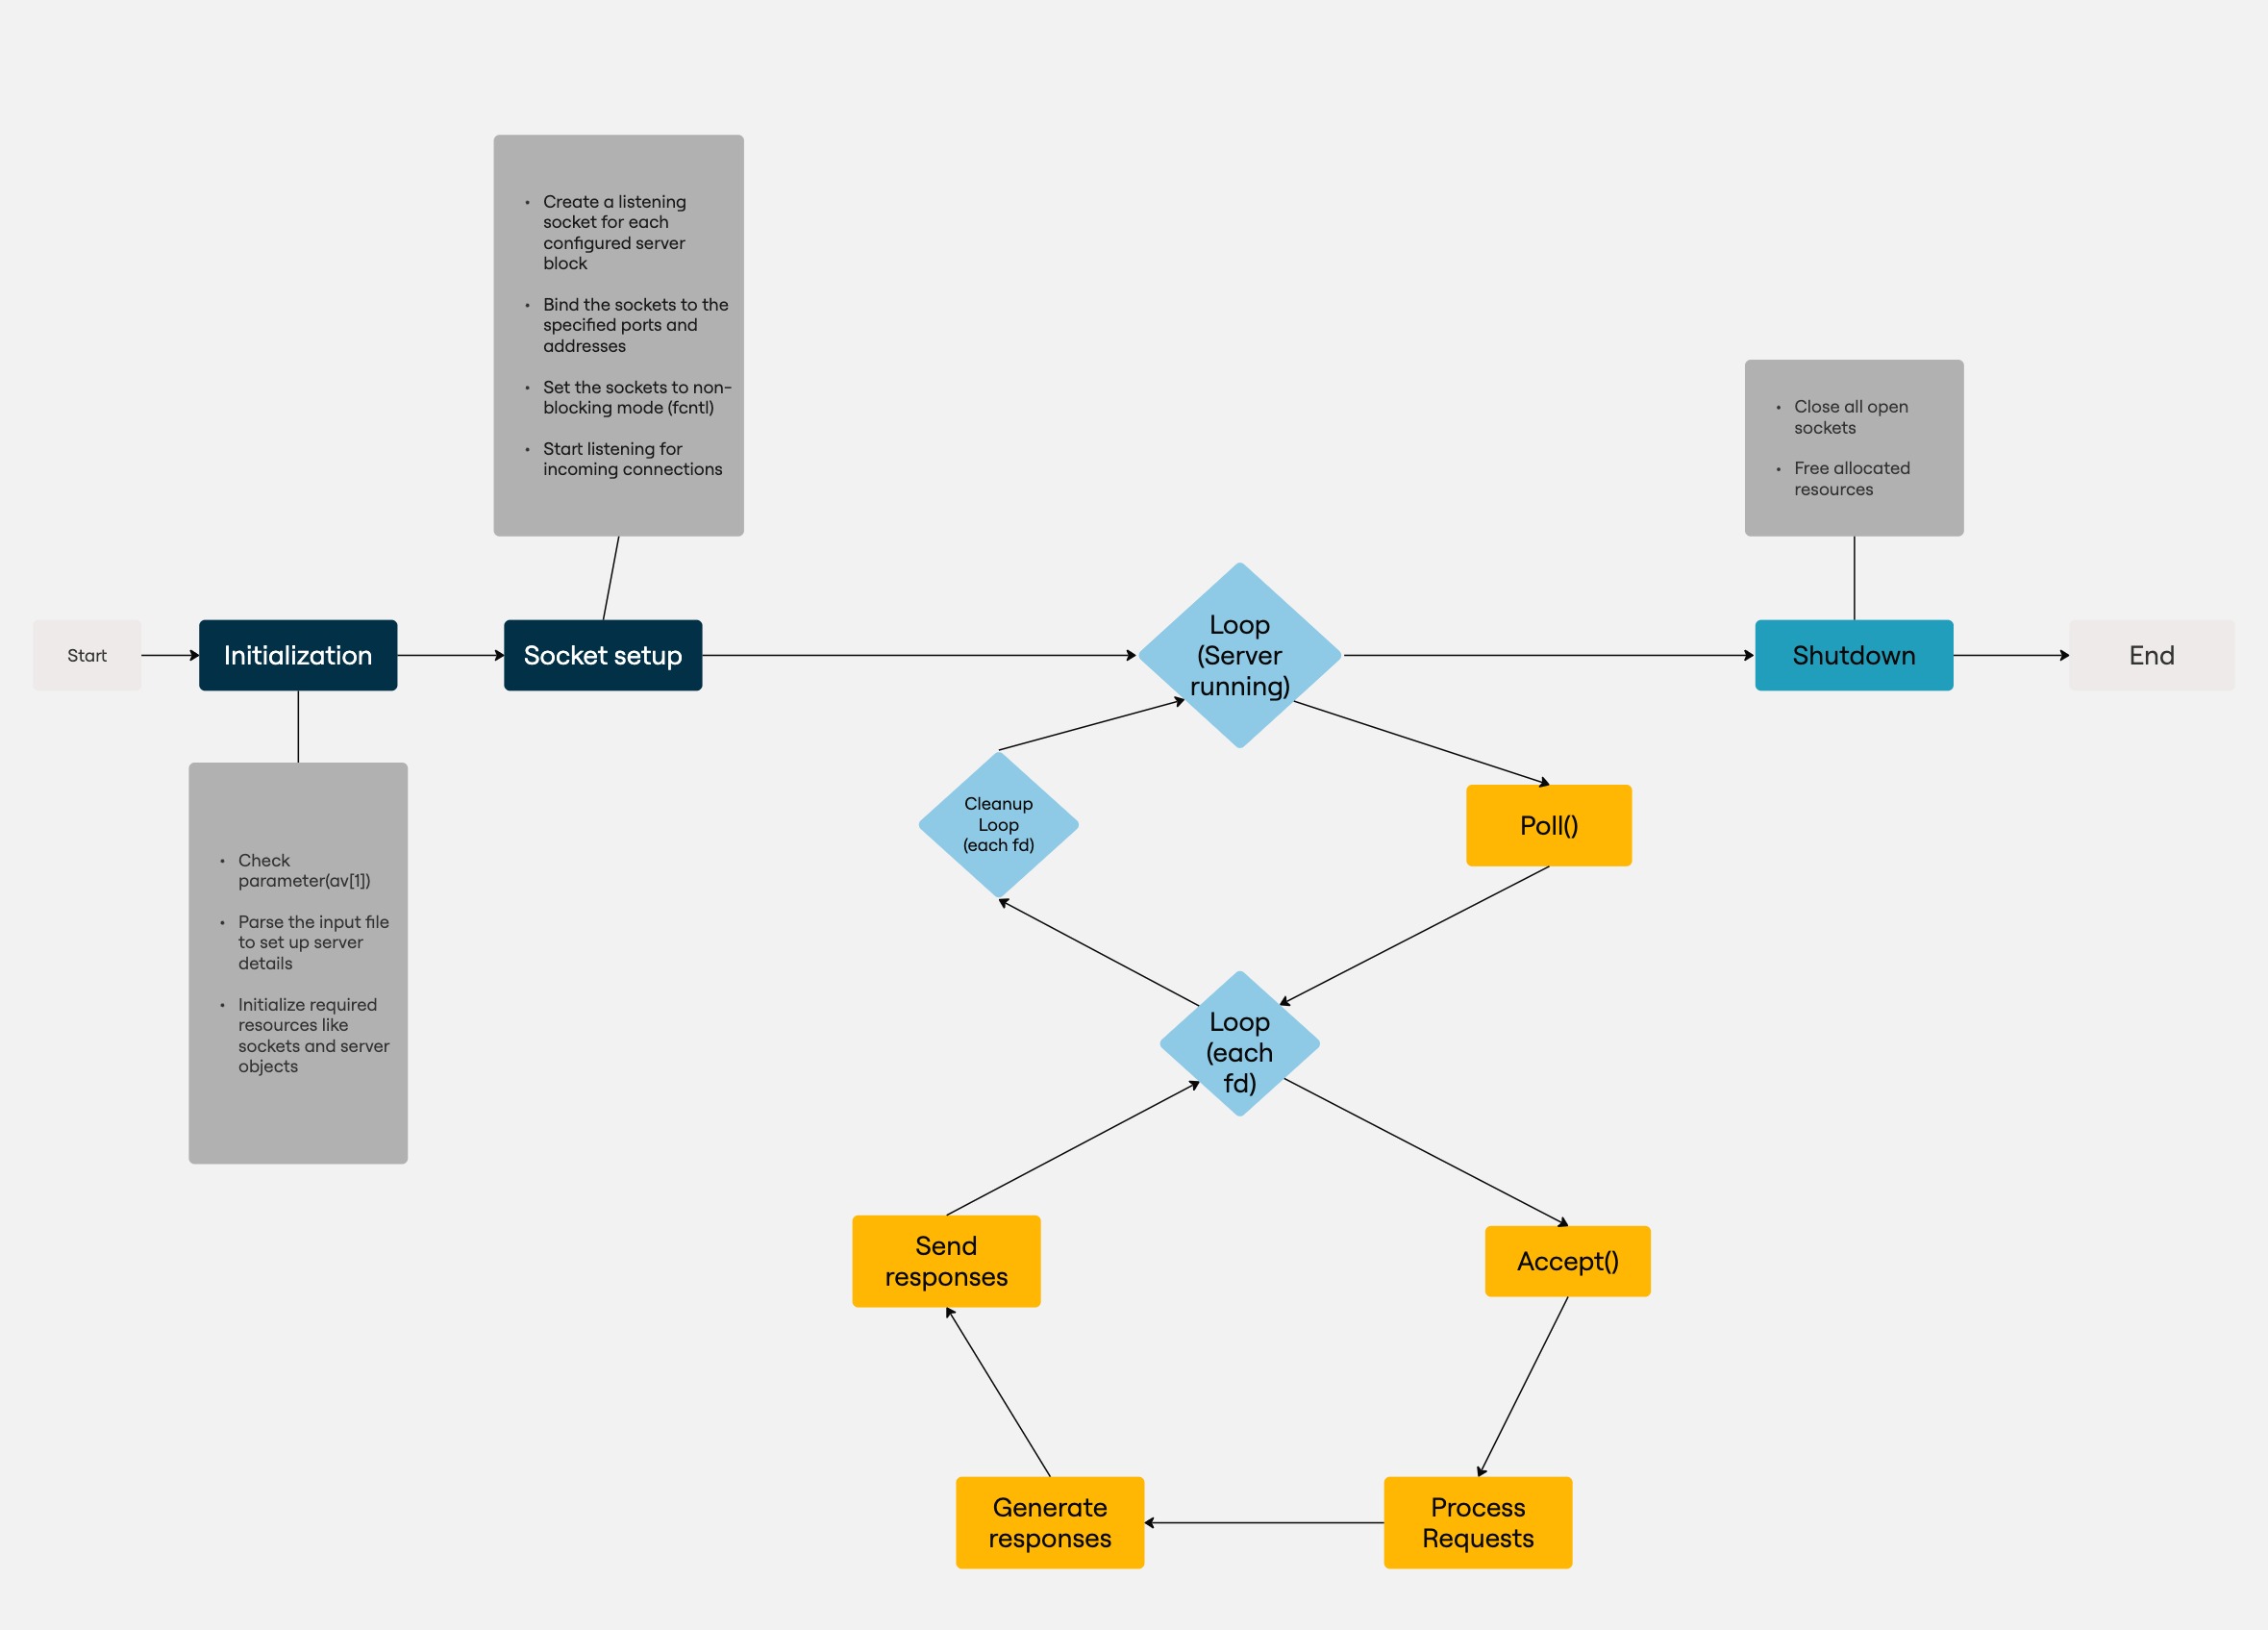 • Create a listening
socket for each
configured server
block
• Bind the sockets to the
specified ports and
addresses
• Set the sockets to non-
blocking mode (fcntl)
• Start listening for
incoming connections
• Close all open
sockets
• Free allocated
resources
Start
Initialization
Socket setup
Loop
(Server
running)
Shutdown
End
• Check
parameter(av[1])
• Parse the input file
to set up server
details
• Initialize required
resources like
sockets and server
objects
Cleanup
Loop
(each fd)
Poll()
Loop
(each
fd)
Send
responses
Accept()
Generate
responses
Process
Requests